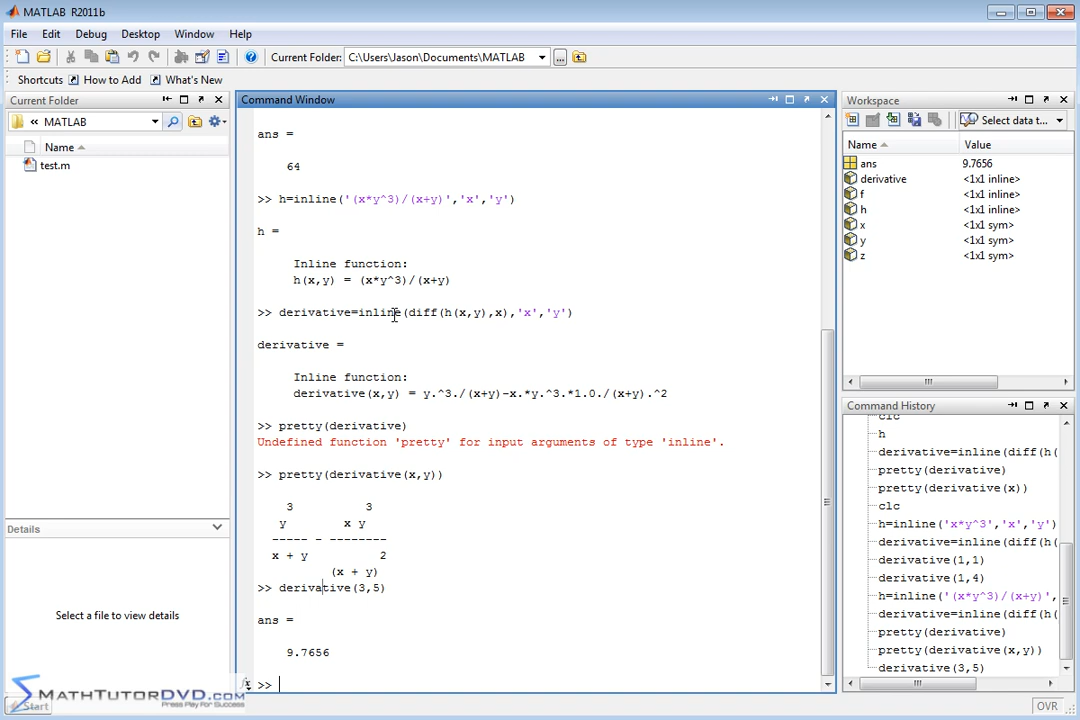 MATLAB R2011b
File Edit Debug Desktop Window Help
Current Folder: C:\Users\Jason\Documents\MATLAB
Shortcuts How to Add What's New
Current Folder
« MATLAB
Name
test.m
Details
Select a file to view details
Start
MATHTUTORDVD.COM
Press Play For Success
Command Window
ans =
64
>> h=inline('(x*y^3)/(x+y)','x','y')
h =
Inline function:
h(x,y) = (x*y^3)/(x+y)
>> derivative=inline(diff(h(x,y),x),'x','y')
derivative =
Inline function:
derivative(x,y) = y.^3./(x+y)-x.*y.^3.*1.0./(x+y).^2
>> pretty(derivative)
Undefined function 'pretty' for input arguments of type 'inline'.
>> pretty(derivative(x,y))
3 3
y x y
----- - --------
x + y 2
(x + y)
>> derivative(3,5)
ans =
9.7656
fx >>
Workspace
Select data t...
Name Value
ans 9.7656
derivative <1x1 inline>
f <1x1 inline>
h <1x1 inline>
x <1x1 sym>
y <1x1 sym>
z <1x1 sym>
Command History
clc
h
derivative=inline(diff(h(
pretty(derivative)
pretty(derivative(x))
clc
h=inline('x*y^3','x','y')
derivative=inline(diff(h(
derivative(1,1)
derivative(1,4)
h=inline('(x*y^3)/(x+y)',
derivative=inline(diff(h(
pretty(derivative)
pretty(derivative(x,y))
derivative(3,5)
OVR